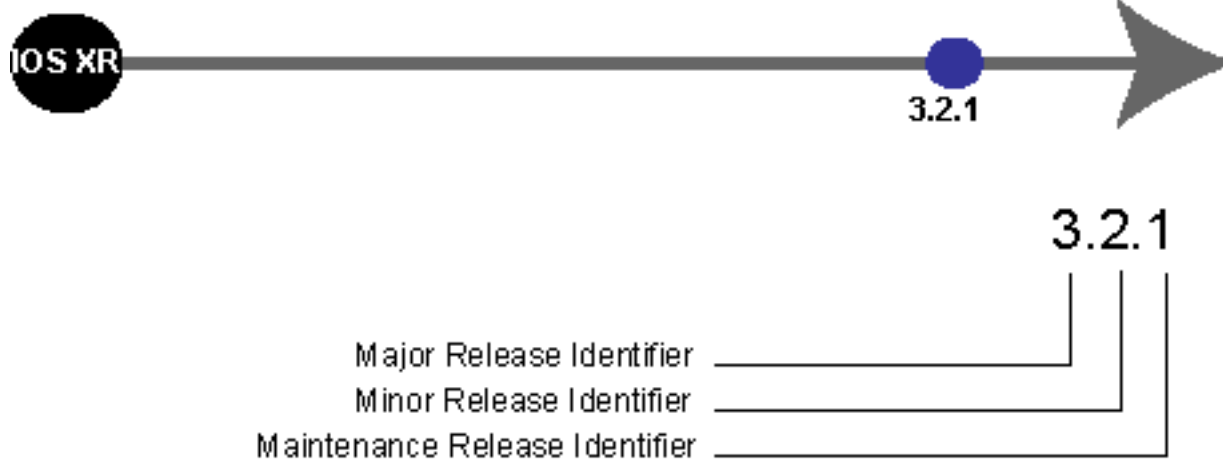 IOS XR
3.2.1
3.2.1
Major Release Identifier
Minor Release Identifier
Maintenance Release Identifier